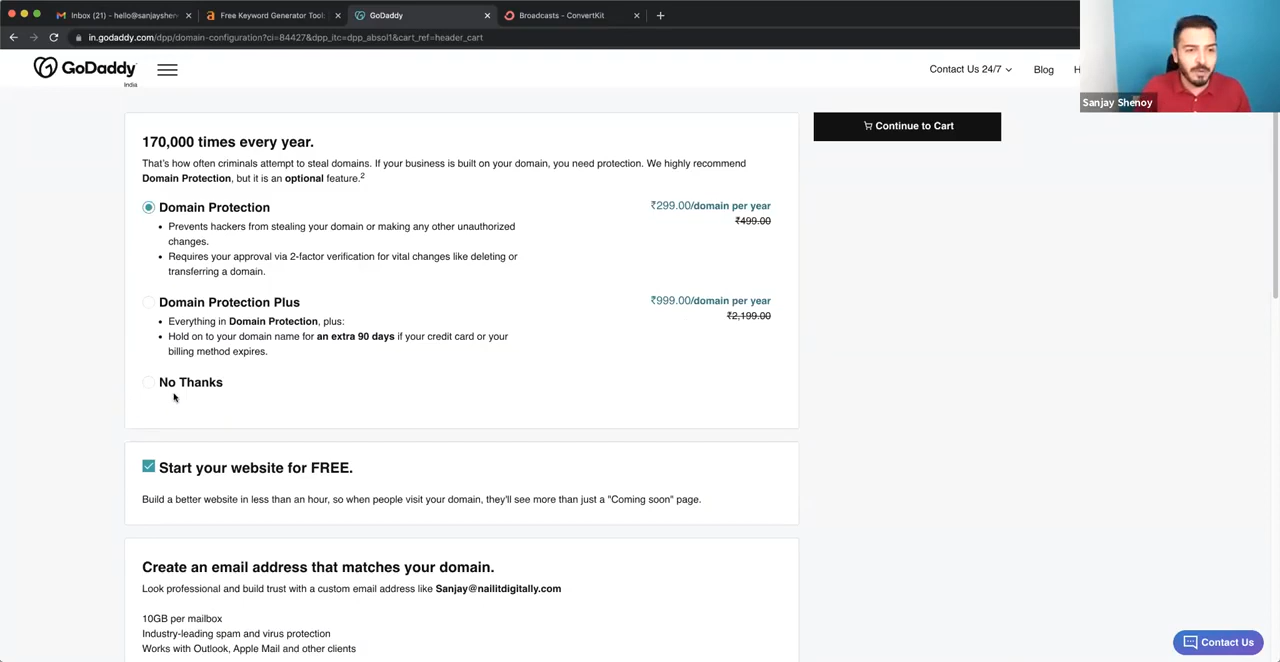 Inbox (21) - hello@sanjayshen
Free Keyword Generator Tool:
GoDaddy
Broadcasts - ConvertKit
in.godaddy.com/dpp/domain-configuration?ci=84427&dpp_itc=dpp_absol1&cart_ref=header_cart
GoDaddy
India
Contact Us 24/7
Blog
H
Sanjay Shenoy
Continue to Cart
170,000 times every year.
That's how often criminals attempt to steal domains. If your business is built on your domain, you need protection. We highly recommend
Domain Protection, but it is an optional feature.2
Domain Protection
₹299.00/domain per year
₹499.00
• Prevents hackers from stealing your domain or making any other unauthorized
changes.
• Requires your approval via 2-factor verification for vital changes like deleting or
transferring a domain.
Domain Protection Plus
₹999.00/domain per year
₹2,199.00
• Everything in Domain Protection, plus:
• Hold on to your domain name for an extra 90 days if your credit card or your
billing method expires.
No Thanks
Start your website for FREE.
Build a better website in less than an hour, so when people visit your domain, they'll see more than just a "Coming soon" page.
Create an email address that matches your domain.
Look professional and build trust with a custom email address like Sanjay@nailitdigitally.com
10GB per mailbox
Industry-leading spam and virus protection
Works with Outlook, Apple Mail and other clients
Contact Us